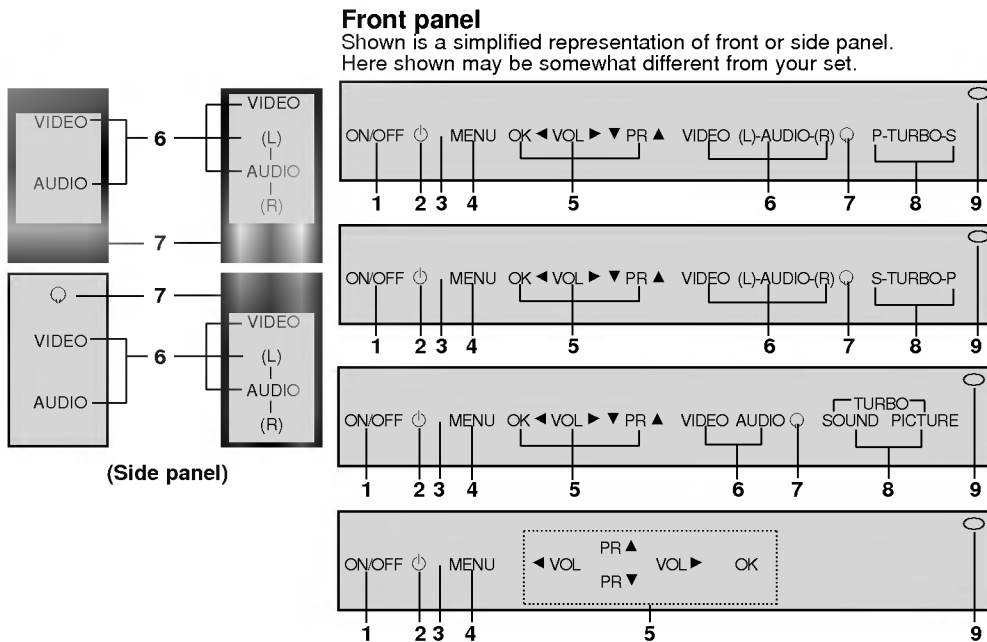 Front panel
Shown is a simplified representation of front or side panel.
Here shown may be somewhat different from your set.
VIDEO
AUDIO
6
VIDEO
(L)
AUDIO
(R)
7
7
VIDEO
AUDIO
6
VIDEO
(L)
AUDIO
(R)
(Side panel)
ON/OFF ⏻ MENU OK ◀ VOL ▶ ▼ PR ▲ VIDEO (L)-AUDIO-(R) P-TURBO-S
1 2 3 4 5 6 7 8 9
ON/OFF ⏻ MENU OK ◀ VOL ▶ ▼ PR ▲ VIDEO (L)-AUDIO-(R) S-TURBO-P
1 2 3 4 5 6 7 8 9
TURBO
ON/OFF ⏻ MENU OK ◀ VOL ▶ ▼ PR ▲ VIDEO AUDIO SOUND PICTURE
1 2 3 4 5 6 7 8 9
PR ▲
ON/OFF ⏻ MENU ◀ VOL VOL ▶ OK
PR ▼
1 2 3 4 5 9